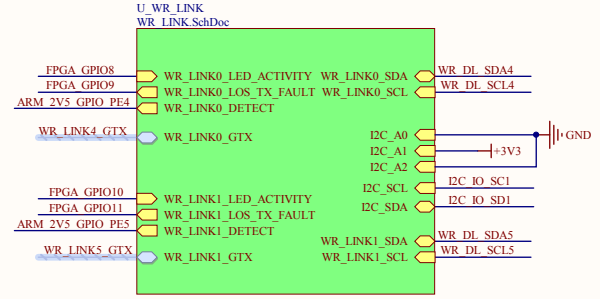 U_WR_LINK
WR_LINK.SchDoc
FPGA_GPIO8 WR_LINK0_LED_ACTIVITY WR_LINK0_SDA WR_DL_SDA4
FPGA_GPIO9 WR_LINK0_LOS_TX_FAULT WR_LINK0_SCL WR_DL_SCL4
ARM_2V5_GPIO_PE4 WR_LINK0_DETECT
WR_LINK4_GTX WR_LINK0_GTX I2C_A0 GND
I2C_A1 +3V3
I2C_A2
I2C_SCL I2C_IO_SC1
FPGA_GPIO10 WR_LINK1_LED_ACTIVITY I2C_SDA I2C_IO_SD1
FPGA_GPIO11 WR_LINK1_LOS_TX_FAULT
ARM_2V5_GPIO_PE5 WR_LINK1_DETECT WR_LINK1_SDA WR_DL_SDA5
WR_LINK5_GTX WR_LINK1_GTX WR_LINK1_SCL WR_DL_SCL5